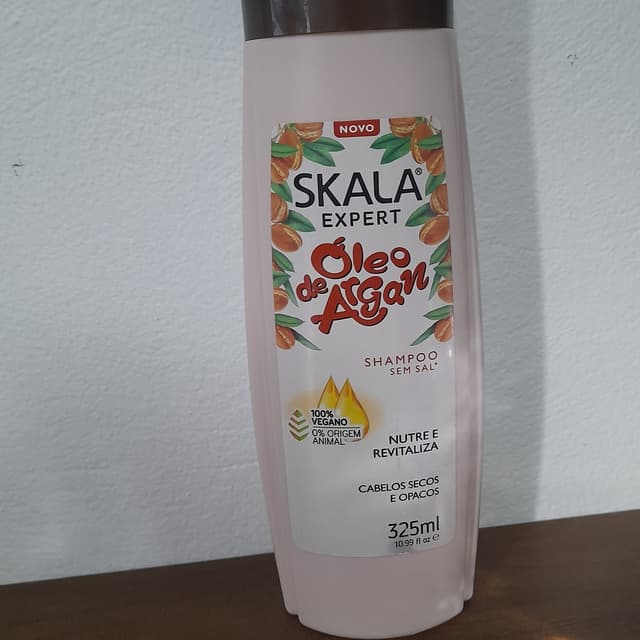 NOVO
SKALA®
EXPERT
Óleo
de Argan
SHAMPOO
SEM SAL*
100%
VEGANO
0% ORIGEM
ANIMAL
NUTRE E
REVITALIZA
CABELOS SECOS
E OPACOS
325ml
10.99 fl oz ℮